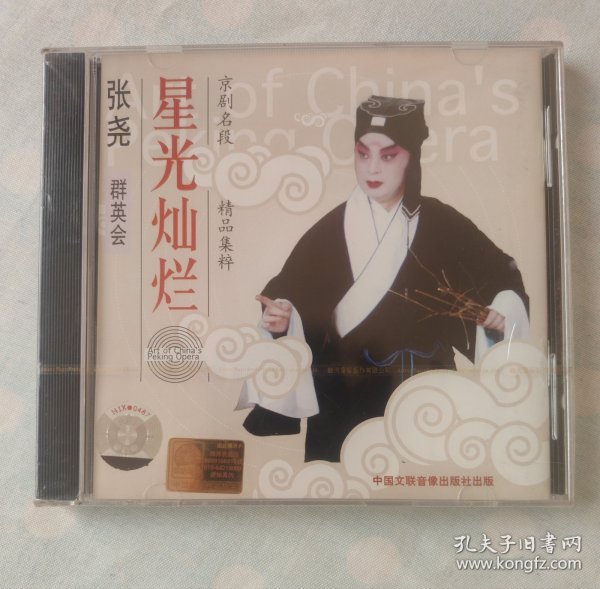 Art of China's
Peking Opera
张尧
群英会
星光灿烂
京剧名段
精品集粹
Art of China's
Peking Opera
HJX●0487
中国文联音像出版社出版
孔夫子旧书网
www.kongfz.com